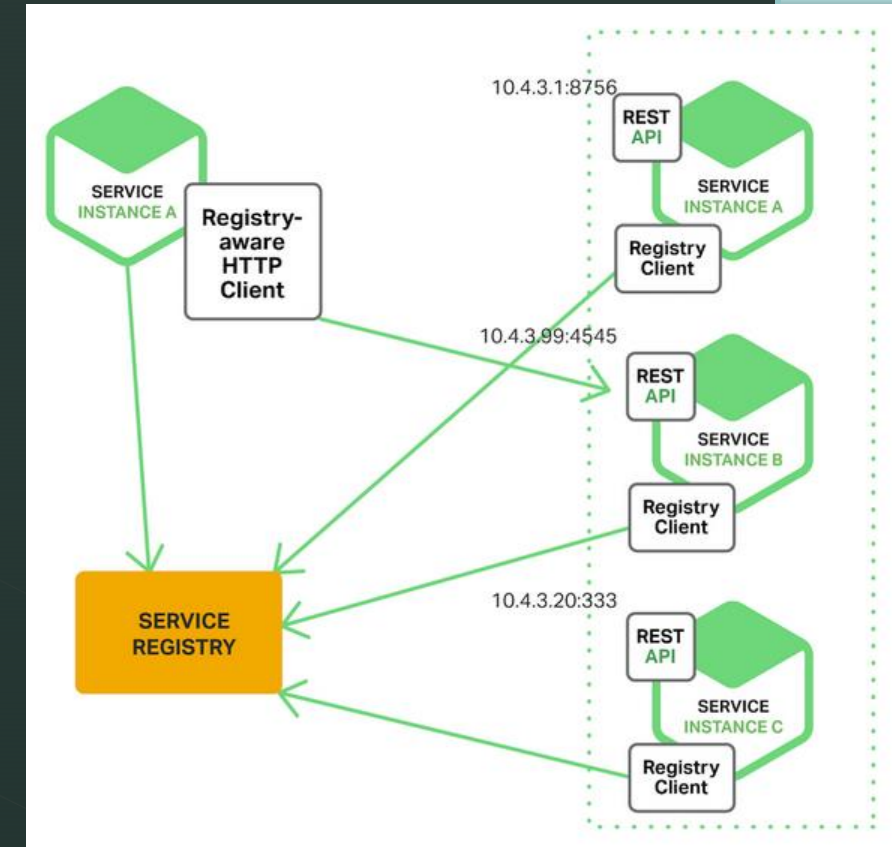 SERVICE
INSTANCE A
Registry-
aware
HTTP
Client
10.4.3.1:8756
REST
API
SERVICE
INSTANCE A
Registry
Client
10.4.3.99:4545
REST
API
SERVICE
INSTANCE B
Registry
Client
SERVICE
REGISTRY
10.4.3.20:333
REST
API
SERVICE
INSTANCE C
Registry
Client